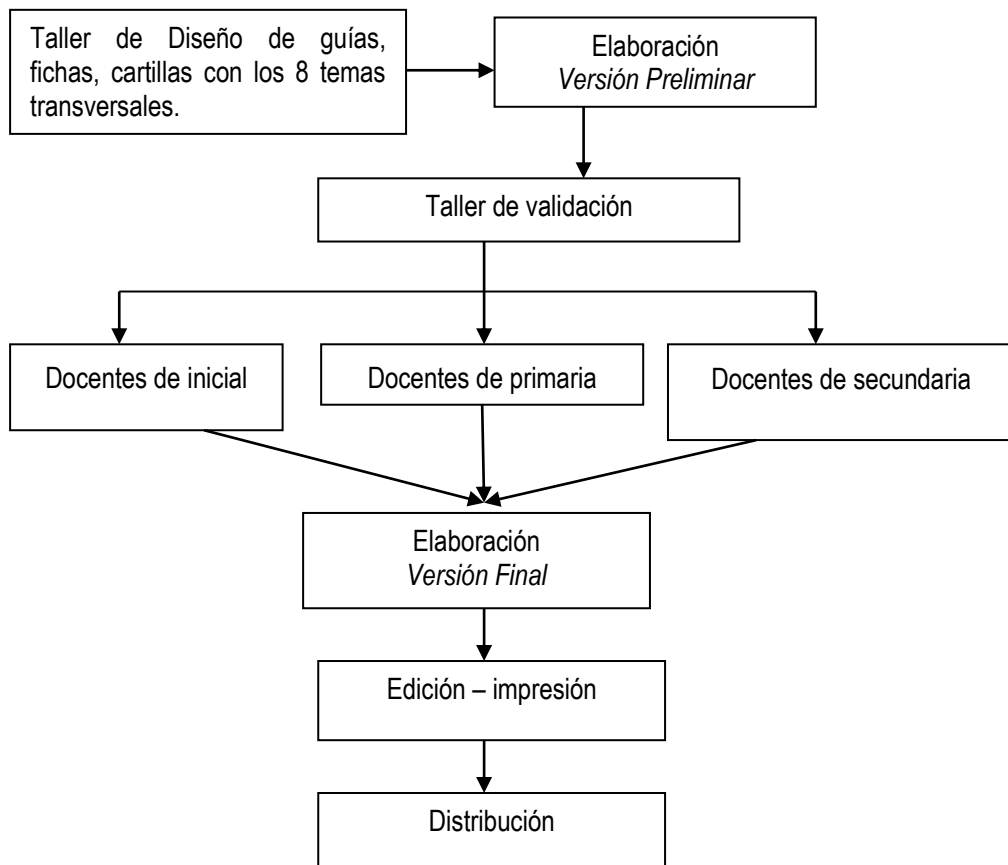 Taller de Diseño de guías,
fichas, cartillas con los 8 temas
transversales.
Elaboración
Versión Preliminar
Taller de validación
Docentes de inicial
Docentes de primaria
Docentes de secundaria
Elaboración
Versión Final
Edición – impresión
Distribución